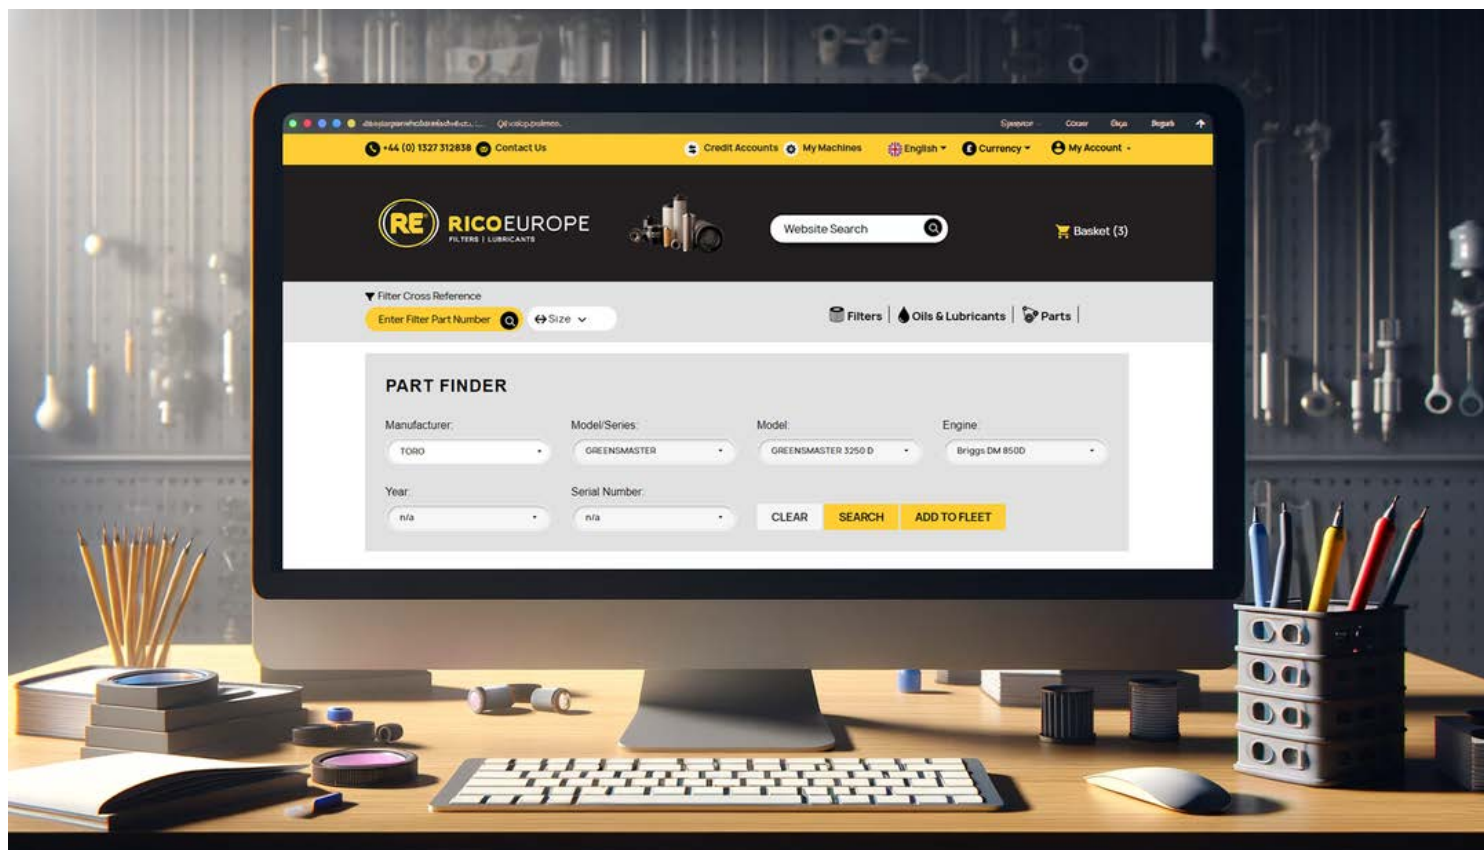 +44 (0) 1327 312838 Contact Us Credit Accounts My Machines English Currency My Account
RE RICOEUROPE
FILTERS | LUBRICANTS
Website Search
Basket (3)
Filter Cross Reference
Enter Filter Part Number Size
Filters | Oils & Lubricants | Parts |
PART FINDER
Manufacturer: Model/Series: Model: Engine:
TORO GREENSMASTER GREENSMASTER 3250 D Briggs DM 850D
Year: Serial Number:
n/a n/a CLEAR SEARCH ADD TO FLEET